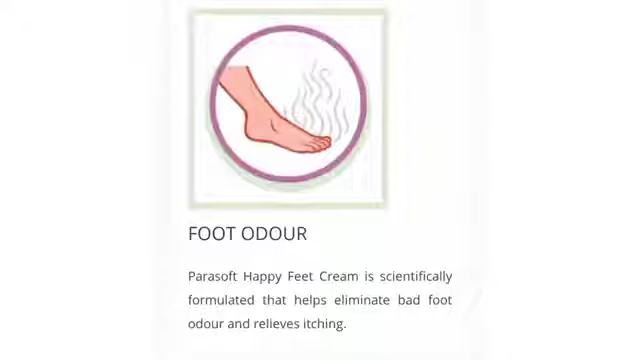 FOOT ODOUR
Parasoft Happy Feet Cream is scientifically
formulated that helps eliminate bad foot
odour and relieves itching.